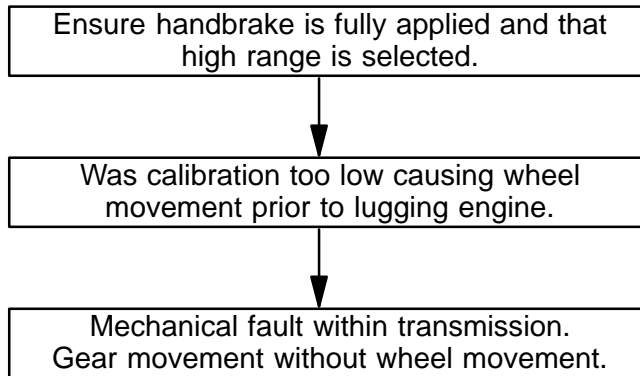 Ensure handbrake is fully applied and that
high range is selected.
Was calibration too low causing wheel
movement prior to lugging engine.
Mechanical fault within transmission.
Gear movement without wheel movement.